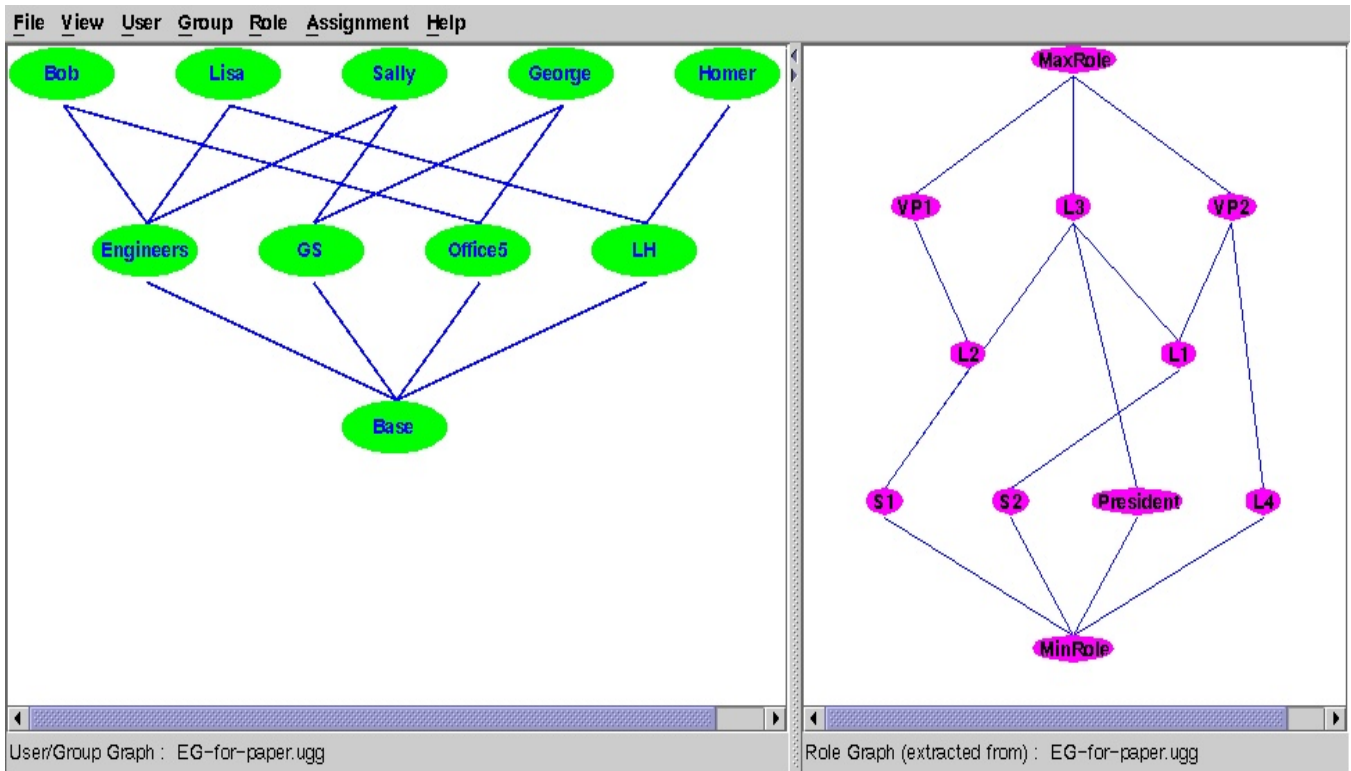 File View User Group Role Assignment Help
Bob Lisa Sally George Homer
Engineers GS Office5 LH
Base
MaxRole
VP1 L3 VP2
L2 L1
S1 S2 President L4
MinRole
User/Group Graph : EG-for-paper.ugg
Role Graph (extracted from) : EG-for-paper.ugg